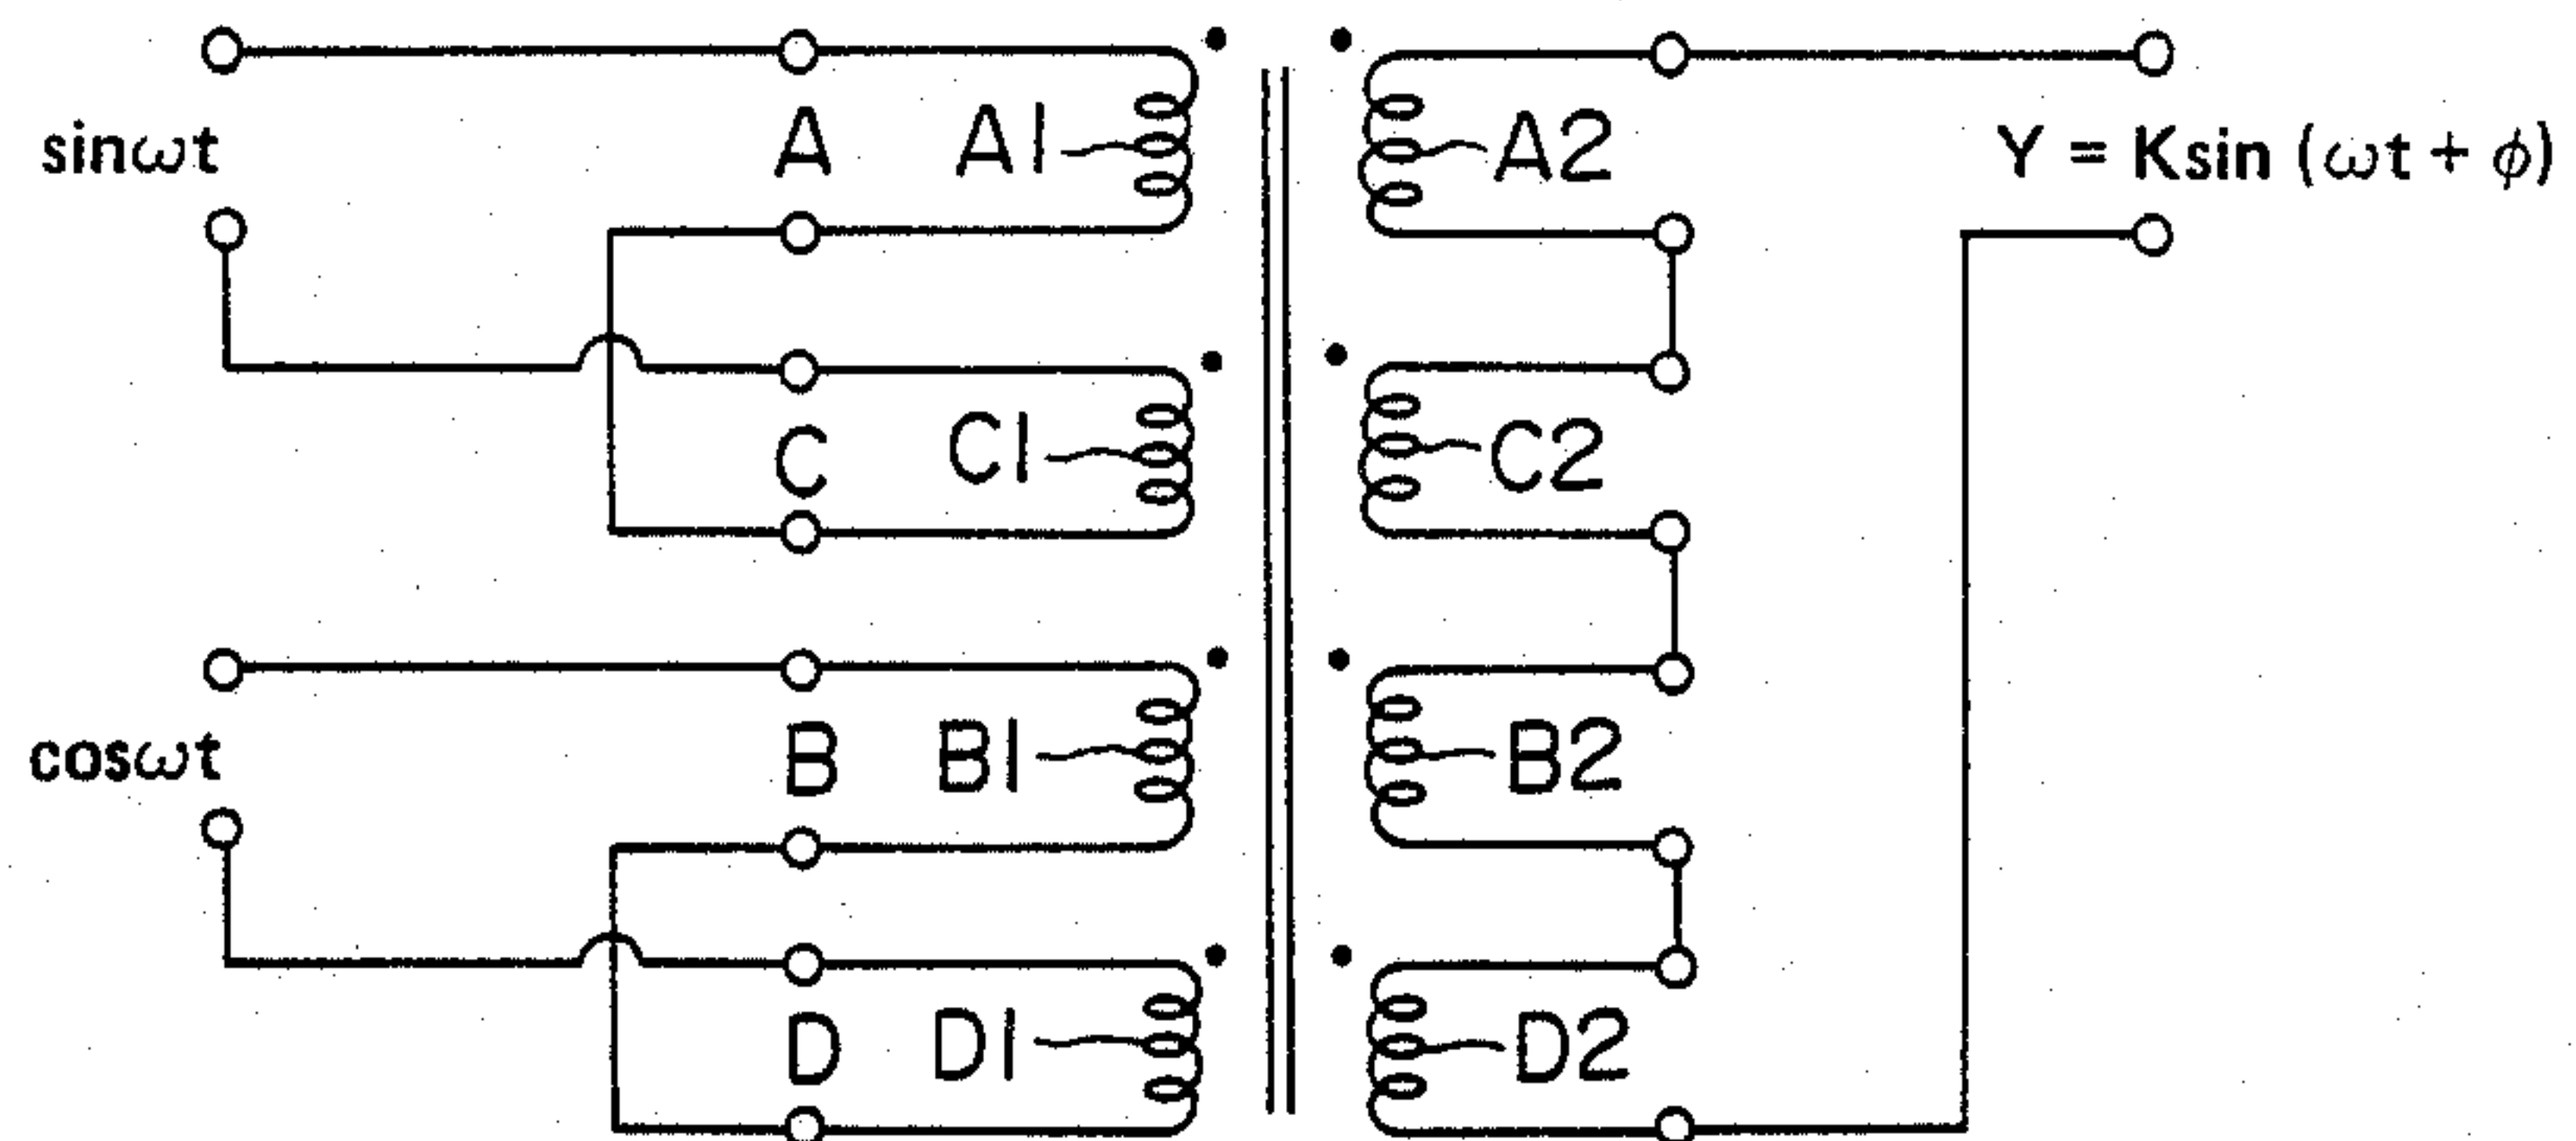 sinωt
A
A1
A2
Y = Ksin (ωt + φ)
C
C1
C2
cosωt
B
B1
B2
D
D1
D2